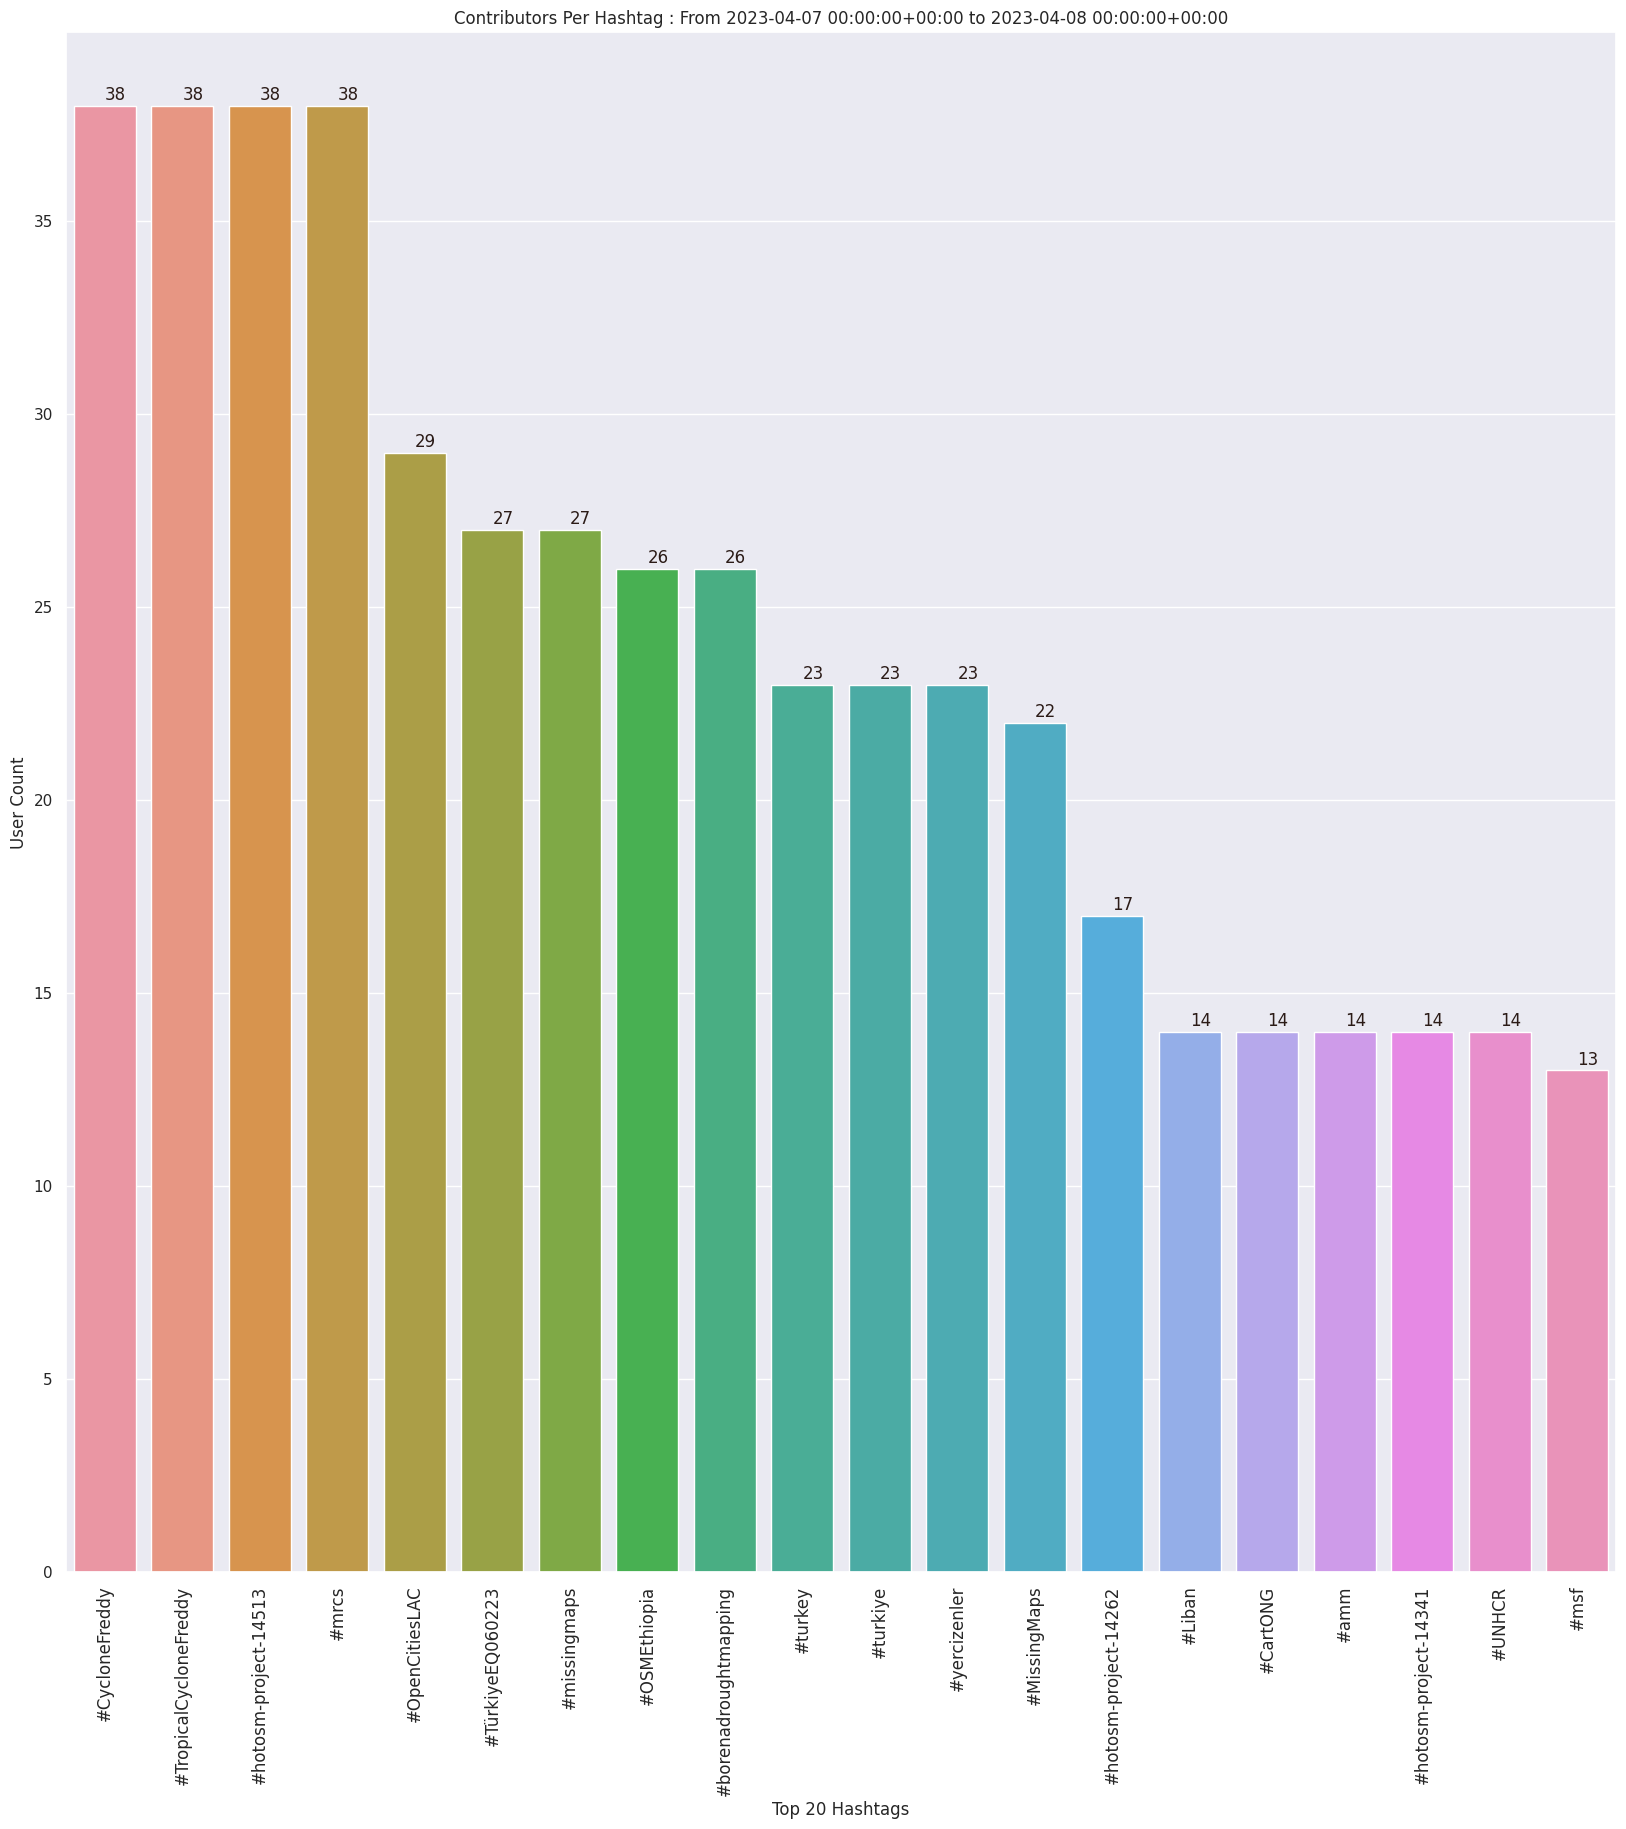 Contributors Per Hashtag : From 2023-04-07 00:00:00+00:00 to 2023-04-08 00:00:00+00:00
User Count
35
30
25
20
15
10
5
0
38
38
38
38
29
27
27
26
26
23
23
23
22
17
14
14
14
14
14
13
#CycloneFreddy
#TropicalCycloneFreddy
#hotosm-project-14513
#mrcs
#OpenCitiesLAC
#TürkiyeEQ060223
#missingmaps
#OSMEthiopia
#borenadroughtmapping
#turkey
#turkiye
#yercizenler
#MissingMaps
#hotosm-project-14262
#Liban
#CartONG
#amm
#hotosm-project-14341
#UNHCR
#msf
Top 20 Hashtags